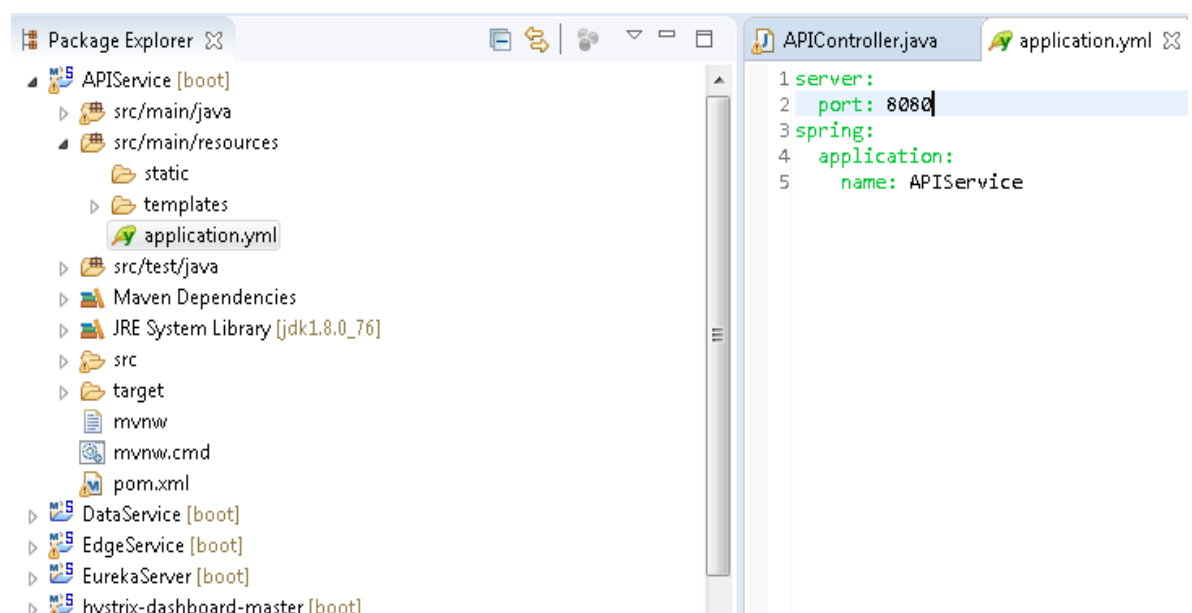 Package Explorer
APIService [boot]
src/main/java
src/main/resources
static
templates
application.yml
src/test/java
Maven Dependencies
JRE System Library [jdk1.8.0_76]
src
target
mvnw
mvnw.cmd
pom.xml
DataService [boot]
EdgeService [boot]
EurekaServer [boot]
hystrix-dashboard-master [boot]
APIController.java application.yml
1 server:
2   port: 8080
3 spring:
4   application:
5     name: APIService